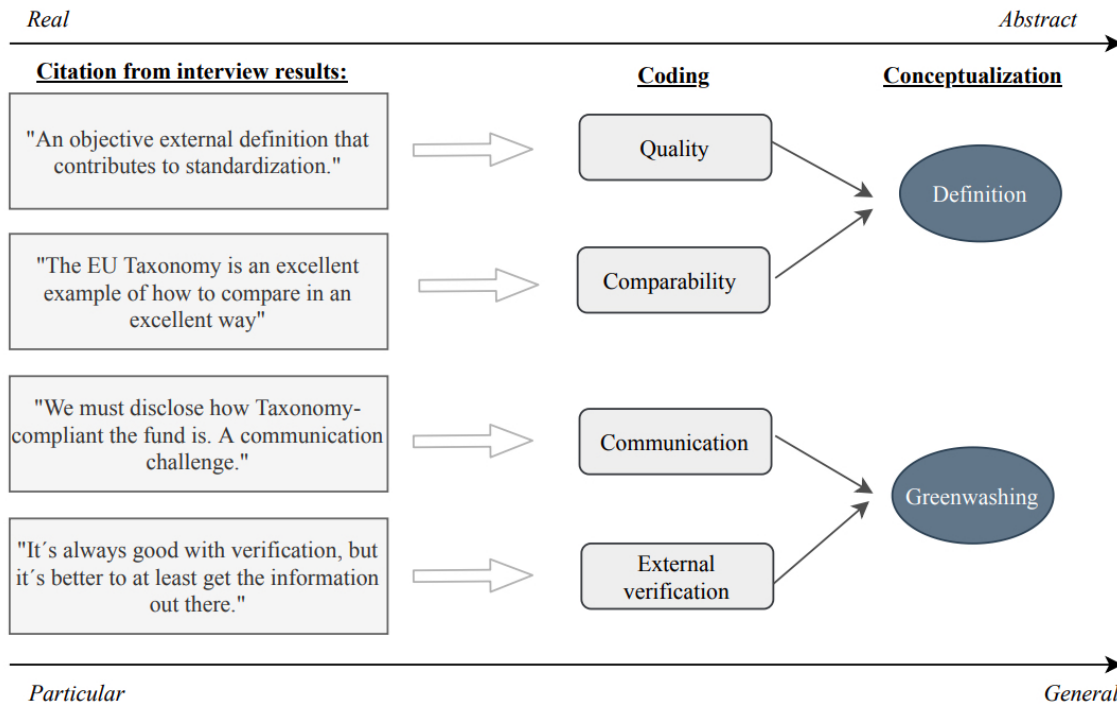 Real
Abstract
Citation from interview results:
Coding
Conceptualization
"An objective external definition that
contributes to standardization."
Quality
Definition
"The EU Taxonomy is an excellent
example of how to compare in an
excellent way"
Comparability
"We must disclose how Taxonomy-
compliant the fund is. A communication
challenge."
Communication
Greenwashing
"It´s always good with verification, but
it´s better to at least get the information
out there."
External
verification
Particular
General